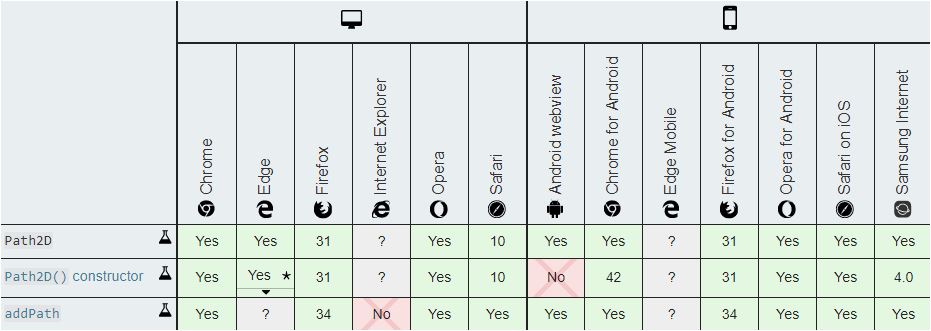 Chrome Edge Firefox Internet Explorer Opera Safari Android webview Chrome for Android Edge Mobile Firefox for Android Opera for Android Safari on iOS Samsung Internet
Path2D Yes Yes 31 ? Yes 10 Yes Yes ? 31 Yes Yes Yes
Path2D() constructor Yes Yes * 31 ? Yes 10 No 42 ? 31 Yes Yes 4.0
addPath Yes ? 34 No Yes Yes Yes Yes ? 34 Yes Yes Yes